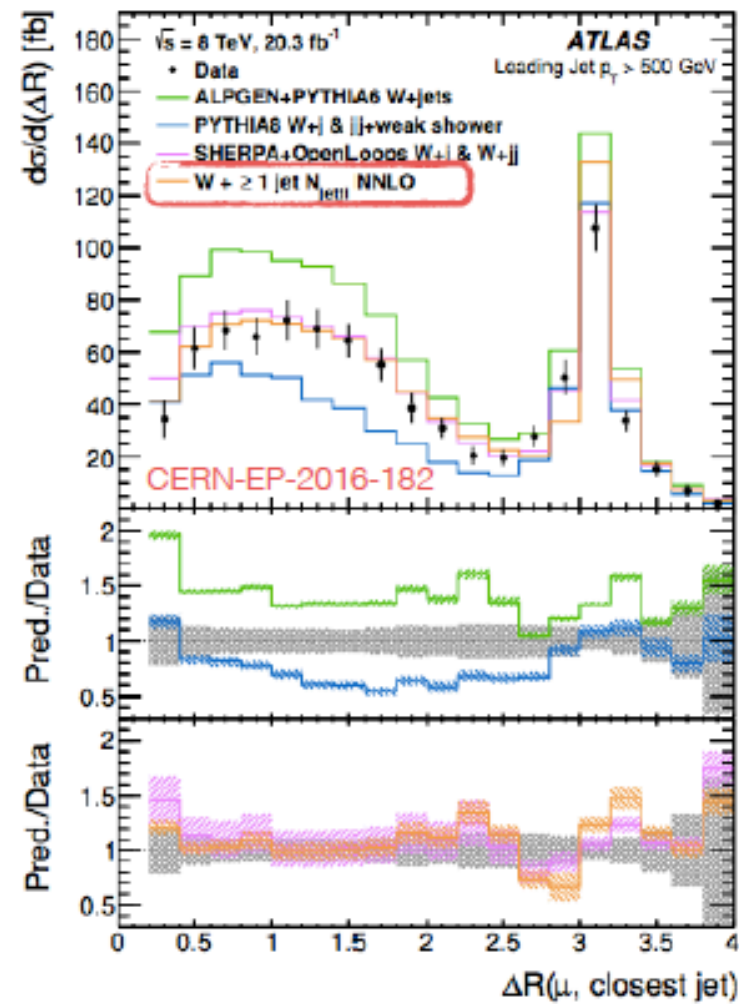 dσ/d(ΔR) [fb]
√s = 8 TeV, 20.3 fb⁻¹
ATLAS
Leading Jet p_T > 500 GeV
Data
ALPGEN+PYTHIA6 W+jets
PYTHIA8 W+j & jj+weak shower
SHERPA+OpenLoops W+j & W+jj
W + ≥ 1 jet N_jetti NNLO
180
160
140
120
100
80
60
40
20
CERN-EP-2016-182
Pred./Data
2
1.5
1
0.5
Pred./Data
2
1.5
1
0.5
0 0.5 1 1.5 2 2.5 3 3.5 4
ΔR(μ, closest jet)